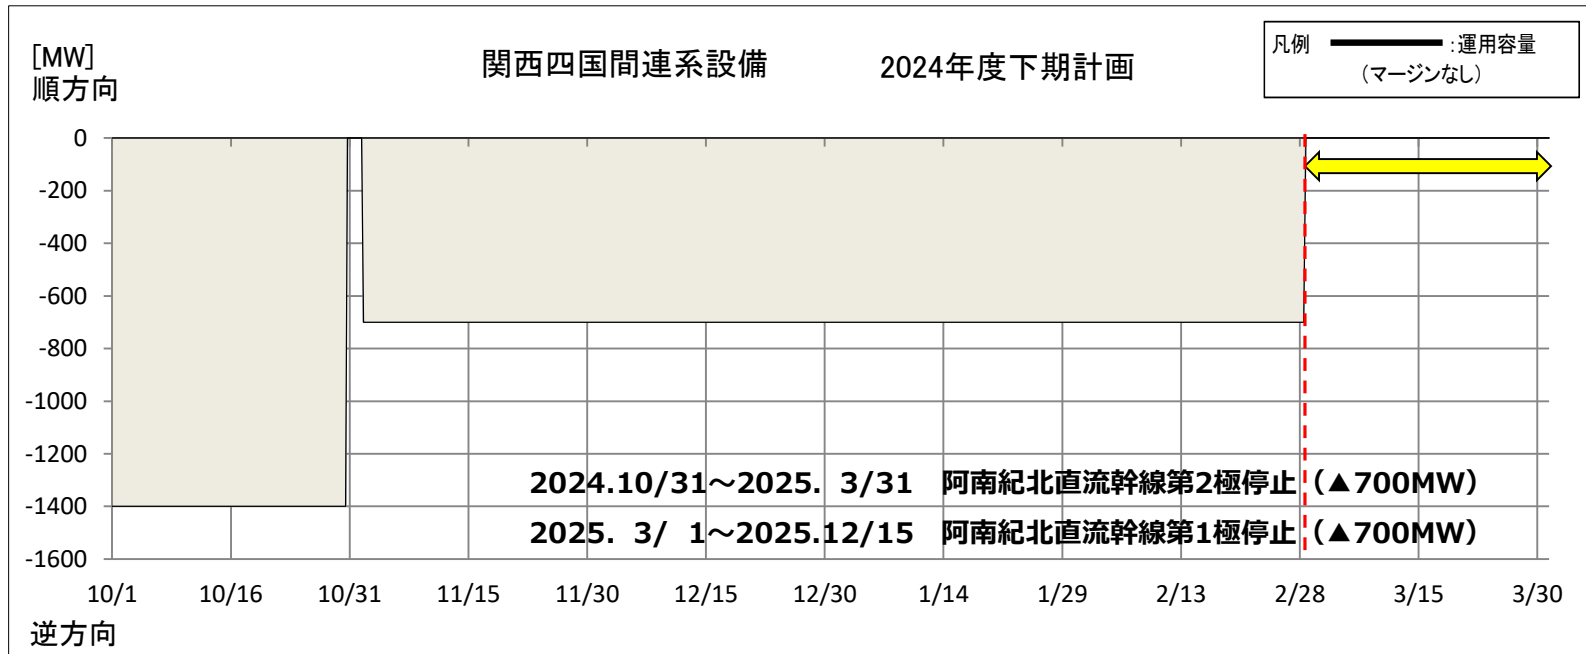 [MW]
順方向
関西四国間連系設備 2024年度下期計画
凡例 :運用容量
(マージンなし)
0
-200
-400
-600
-800
-1000
-1200
-1400
-1600
2024.10/31～2025. 3/31 阿南紀北直流幹線第2極停止（▲700MW）
2025. 3/ 1～2025.12/15 阿南紀北直流幹線第1極停止（▲700MW）
10/1 10/16 10/31 11/15 11/30 12/15 12/30 1/14 1/29 2/13 2/28 3/15 3/30
逆方向